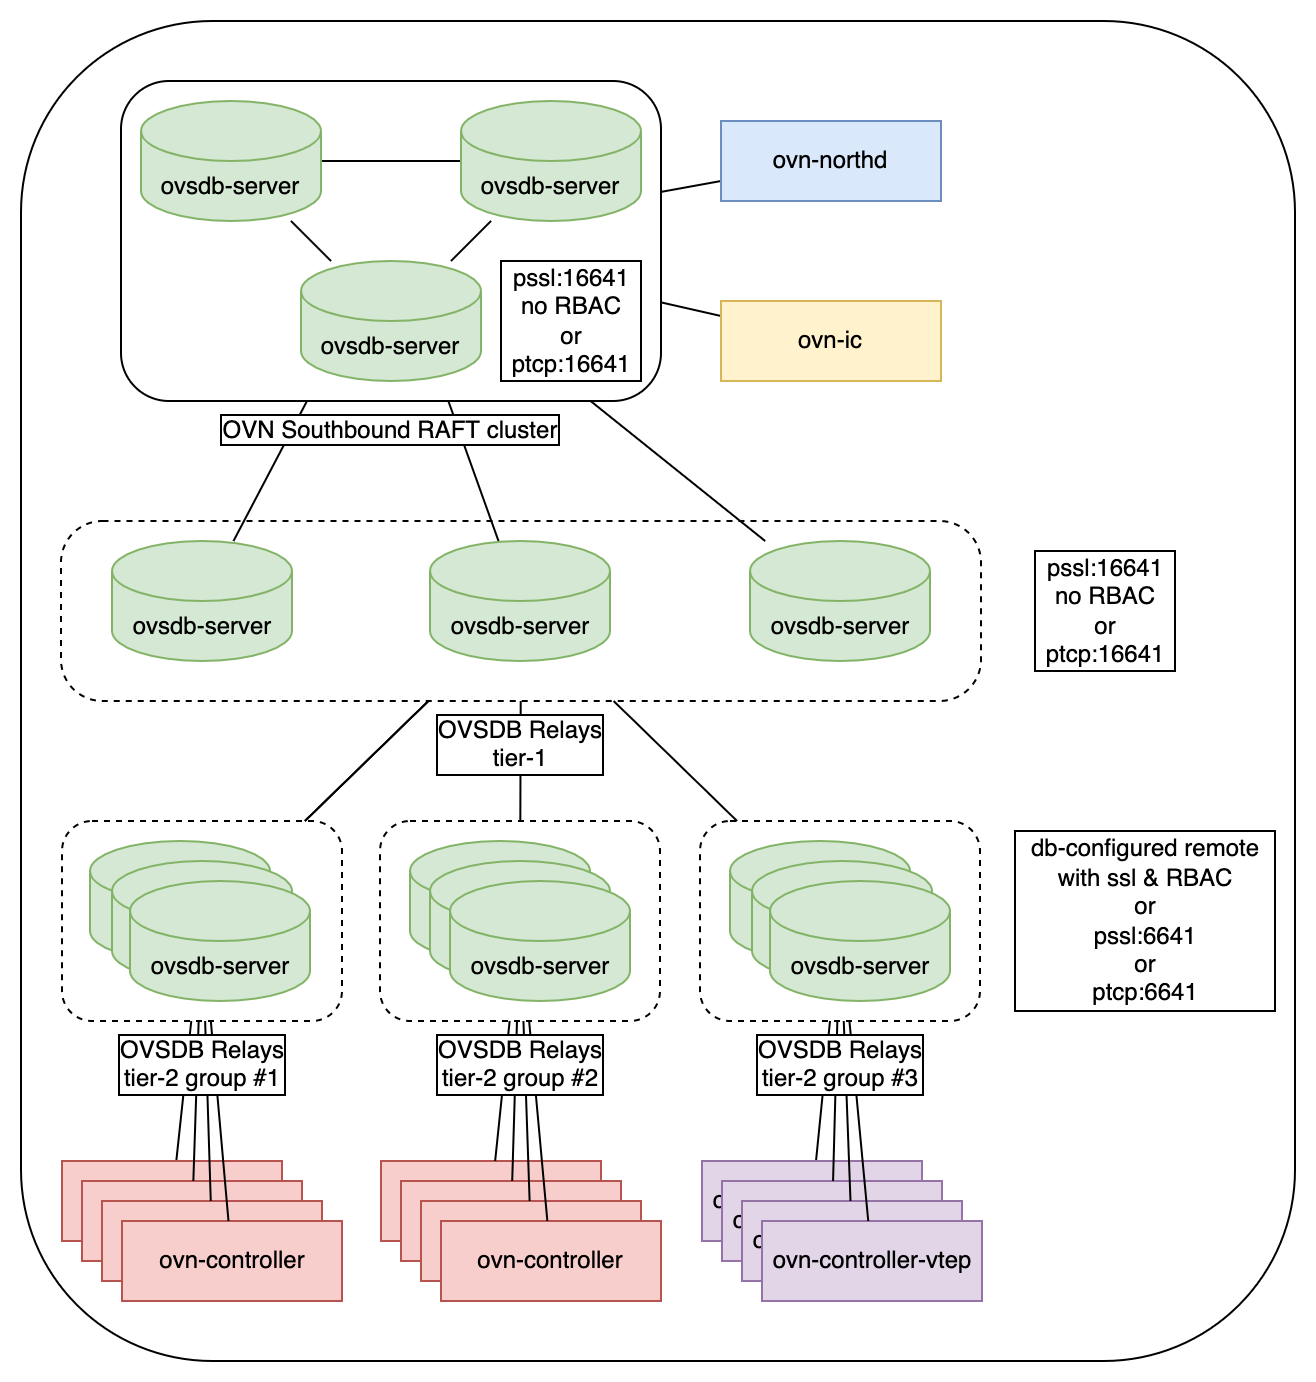 ovsdb-server
ovsdb-server
ovn-northd
ovsdb-server
pssl:16641
no RBAC
or
ptcp:16641
ovn-ic
OVN Southbound RAFT cluster
ovsdb-server
ovsdb-server
ovsdb-server
pssl:16641
no RBAC
or
ptcp:16641
OVSDB Relays
tier-1
ovsdb-server
ovsdb-server
ovsdb-server
db-configured remote
with ssl & RBAC
or
pssl:6641
or
ptcp:6641
OVSDB Relays
tier-2 group #1
OVSDB Relays
tier-2 group #2
OVSDB Relays
tier-2 group #3
ovn-controller
ovn-controller
ovn-controller-vtep